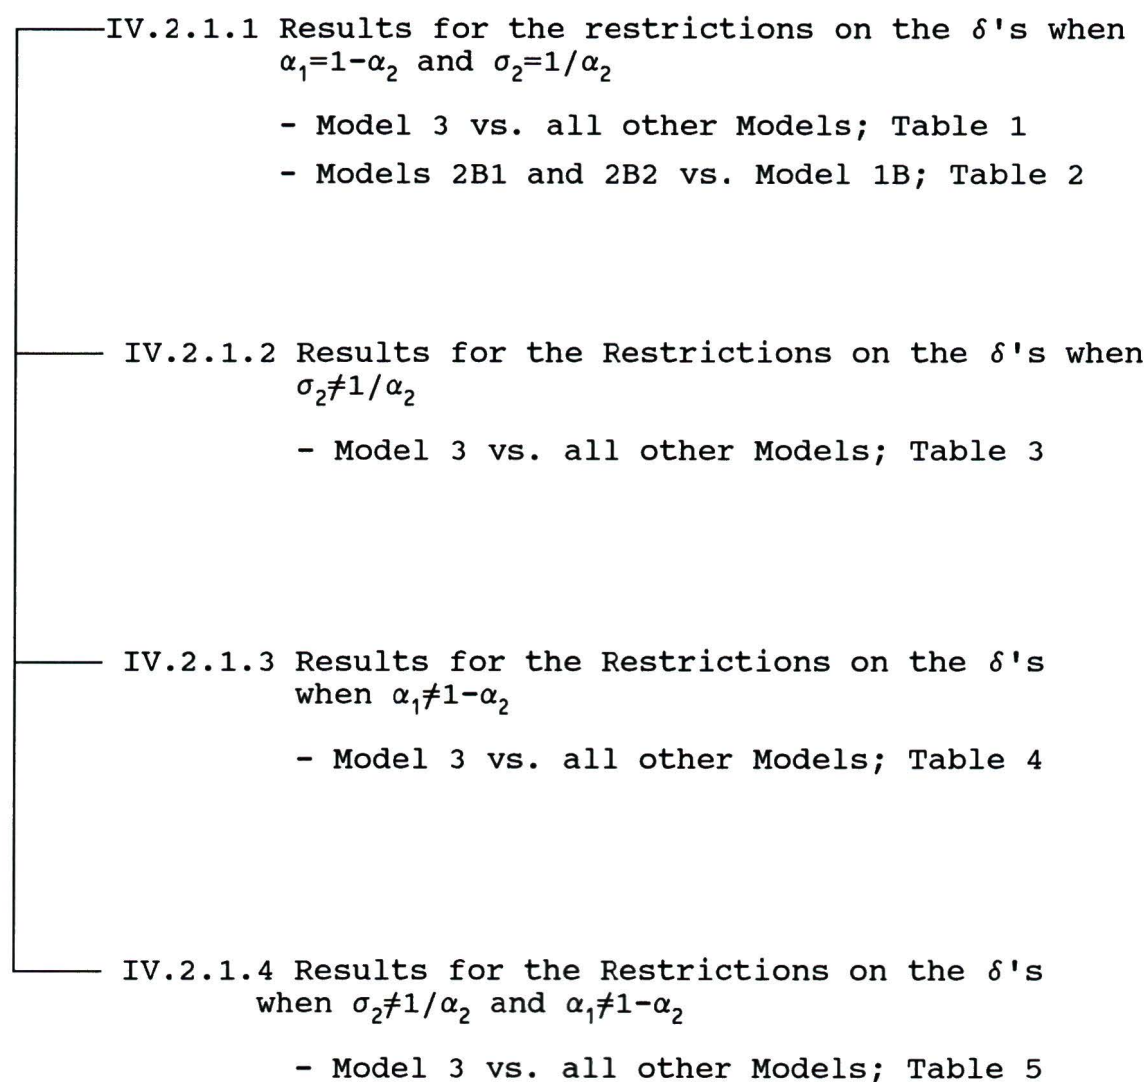 IV.2.1.1 Results for the restrictions on the δ's when
α₁=1-α₂ and σ₂=1/α₂
- Model 3 vs. all other Models; Table 1
- Models 2B1 and 2B2 vs. Model 1B; Table 2
IV.2.1.2 Results for the Restrictions on the δ's when
σ₂≠1/α₂
- Model 3 vs. all other Models; Table 3
IV.2.1.3 Results for the Restrictions on the δ's
when α₁≠1-α₂
- Model 3 vs. all other Models; Table 4
IV.2.1.4 Results for the Restrictions on the δ's
when σ₂≠1/α₂ and α₁≠1-α₂
- Model 3 vs. all other Models; Table 5